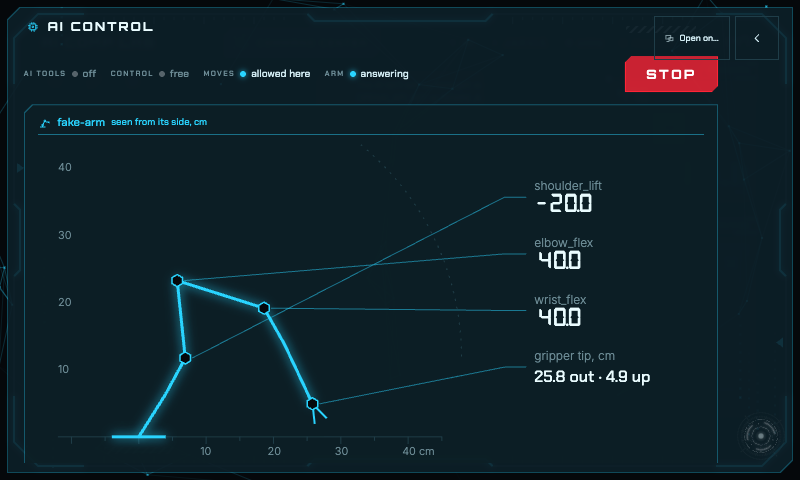 AI CONTROL
Open on...
AI TOOLS off CONTROL free MOVES allowed here ARM answering
STOP
fake-arm seen from its side, cm
40
30
20
10
10 20 30 40 cm
shoulder_lift
-20.0
elbow_flex
40.0
wrist_flex
40.0
gripper tip, cm
25.8 out · 4.9 up